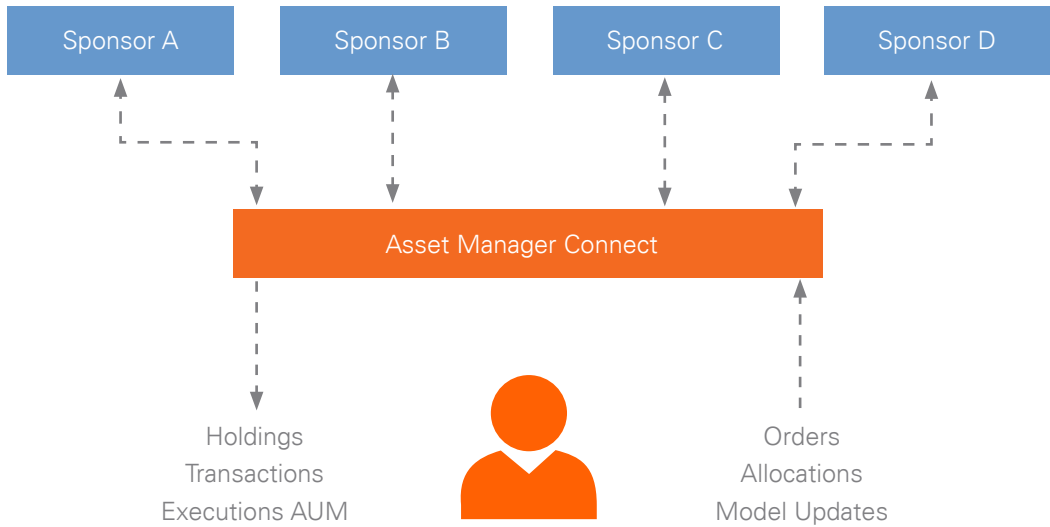 Sponsor A
Sponsor B
Sponsor C
Sponsor D
Asset Manager Connect
Holdings
Transactions
Executions AUM
Orders
Allocations
Model Updates